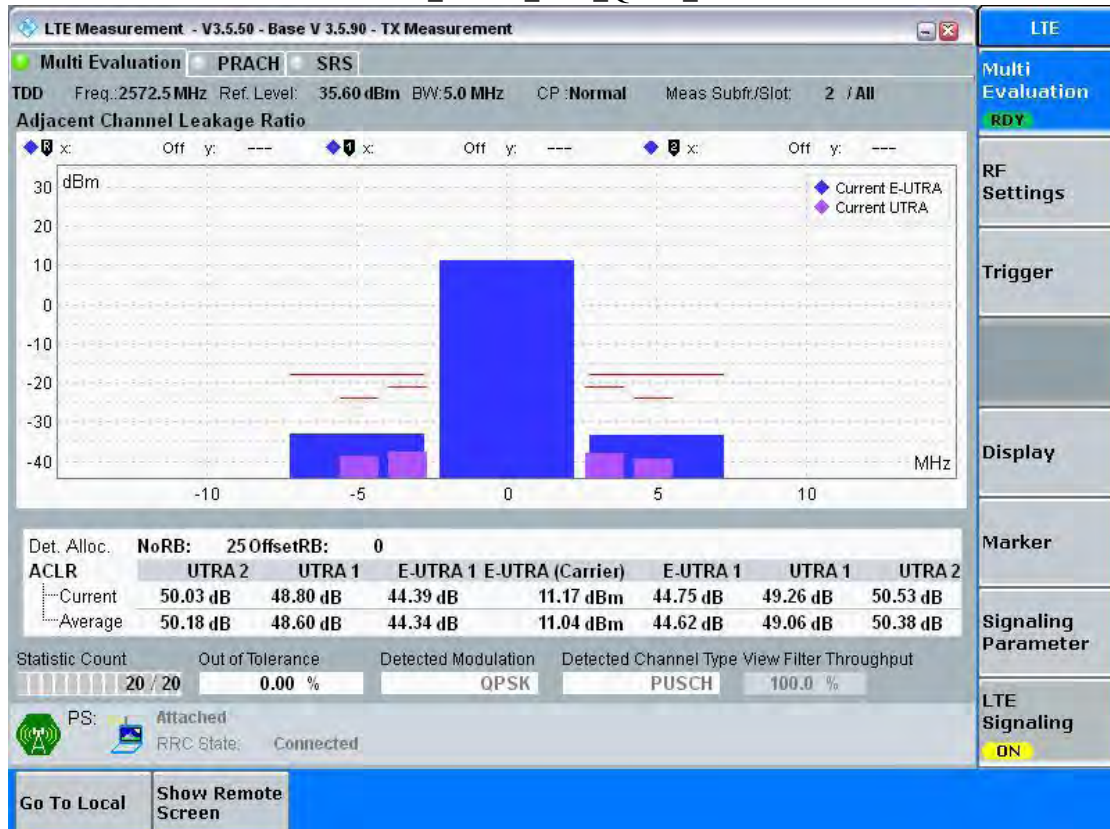 LTE Measurement - V3.5.50 - Base V 3.5.90 - TX Measurement
LTE
Multi Evaluation PRACH SRS
Multi Evaluation
RDY
TDD Freq.:2572.5 MHz Ref. Level: 35.60 dBm BW:5.0 MHz CP :Normal Meas Subfr./Slot: 2 / All
Adjacent Channel Leakage Ratio
R x: Off y: --- 1 x: Off y: --- 2 x: Off y: ---
dBm
Current E-UTRA
Current UTRA
30
20
10
0
-10
-20
-30
-40
MHz
-10 -5 0 5 10
RF Settings
Trigger
Display
Marker
Signaling Parameter
LTE Signaling
ON
Det. Alloc. NoRB: 25 OffsetRB: 0
ACLR UTRA 2 UTRA 1 E-UTRA 1 E-UTRA (Carrier) E-UTRA 1 UTRA 1 UTRA 2
Current 50.03 dB 48.80 dB 44.39 dB 11.17 dBm 44.75 dB 49.26 dB 50.53 dB
Average 50.18 dB 48.60 dB 44.34 dB 11.04 dBm 44.62 dB 49.06 dB 50.38 dB
Statistic Count Out of Tolerance Detected Modulation Detected Channel Type View Filter Throughput
20 / 20 0.00 % QPSK PUSCH 100.0 %
PS: Attached
RRC State: Connected
Go To Local
Show Remote Screen